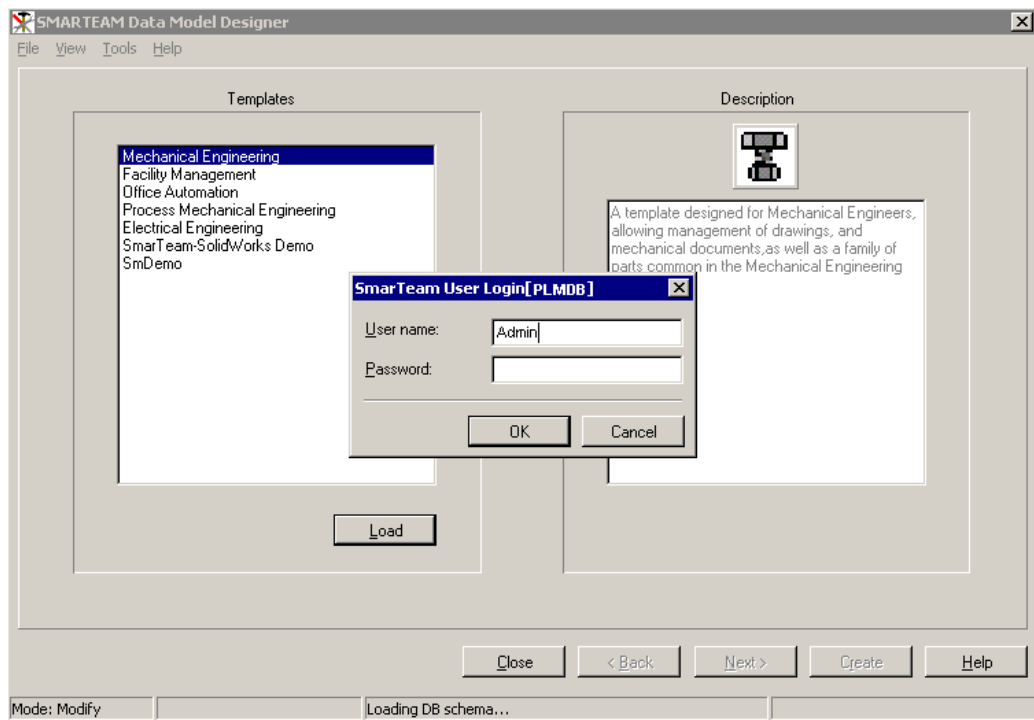 SMARTEAM Data Model Designer
File View Tools Help
Templates
Mechanical Engineering
Facility Management
Office Automation
Process Mechanical Engineering
Electrical Engineering
SmarTeam-SolidWorks Demo
SmDemo
Load
Description
A template designed for Mechanical Engineers,
allowing management of drawings, and
mechanical documents,as well as a family of
parts common in the Mechanical Engineering
SmarTeam User Login[PLMDB]
User name:
Admin
Password:
OK
Cancel
Close
< Back
Next >
Create
Help
Mode: Modify
Loading DB schema...